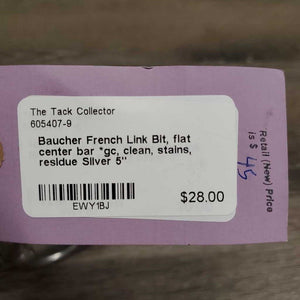 The Tack Collector
605407-9
Baucher French Link Bit, flat
center bar *gc, clean, stains,
residue Silver 5"
EWY1BJ
$28.00
Retail (New) Price
is $ 45